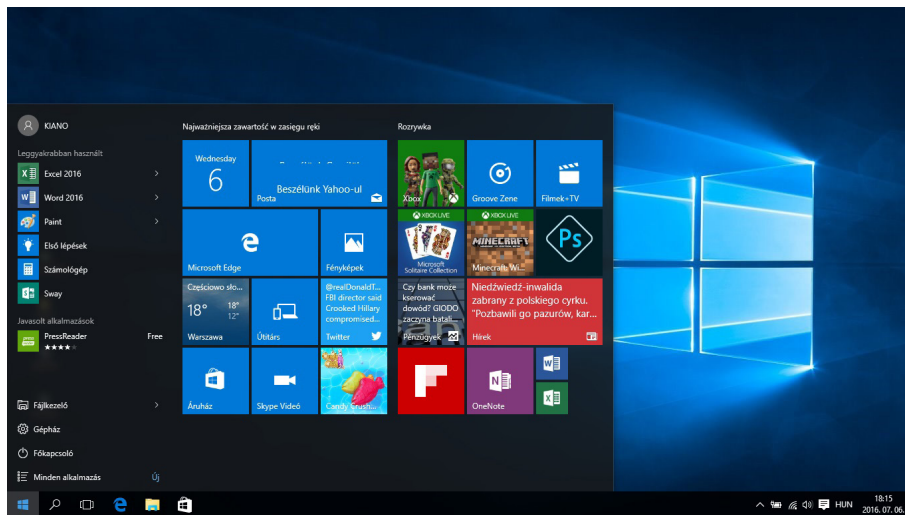 KIANO
Leggyakrabban használt
Excel 2016
Word 2016
Paint
Első lépések
Számológép
Sway
Javasolt alkalmazások
PressReader
Free
Fájlkezelő
Gépház
Főkapcsoló
Minden alkalmazás
Új
Najważniejsza zawartość w zasięgu ręki
Wednesday
6
Beszélünk Yahoo-ul
Posta
Microsoft Edge
Fényképek
Częściowo sło...
18°
18°
12°
Warszawa
Útitárs
@realDonaldT...
FBI director said
Crooked Hillary
compromised...
Twitter
Áruház
Skype Videó
Candy Crush...
Rozrywka
Xbox
Groove Zene
Filmek+TV
XBOX LIVE
Microsoft
Solitaire Collection
XBOX LIVE
MINECRAFT
Minecraft: Wi...
Ps
Czy bank może
kserować
dowód? GIODO
zaczyna batali...
Pénzügyek
Niedźwiedź-inwalida
zabrany z polskiego cyrku.
"Pozbawili go pazurów, kar...
Hírek
OneNote
HUN
18:15
2016. 07. 06.